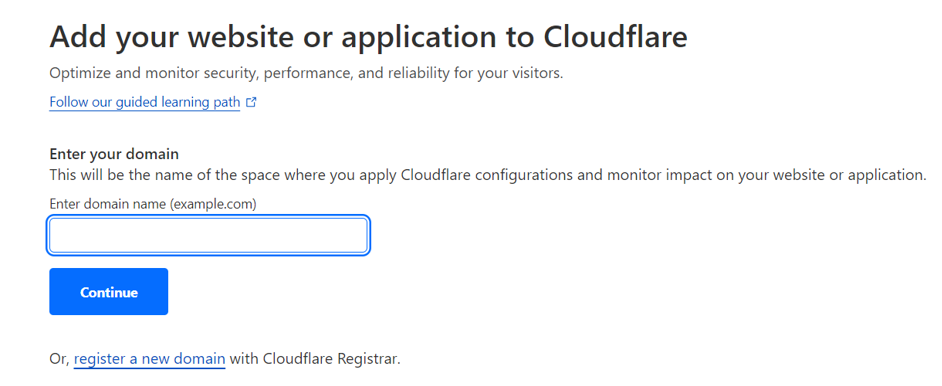 Add your website or application to Cloudflare
Optimize and monitor security, performance, and reliability for your visitors.
Follow our guided learning path
Enter your domain
This will be the name of the space where you apply Cloudflare configurations and monitor impact on your website or application.
Enter domain name (example.com)
Continue
Or, register a new domain with Cloudflare Registrar.